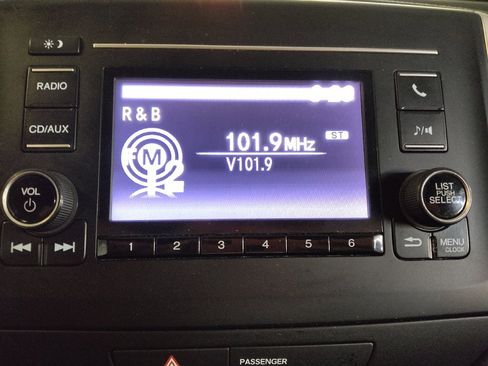 RADIO
R & B
CD/AUX
101.9MHz
ST
V101.9
FM
VOL
LIST
PUSH
SELECT
1 2 3 4 5 6
MENU
CLOCK
PASSENGER